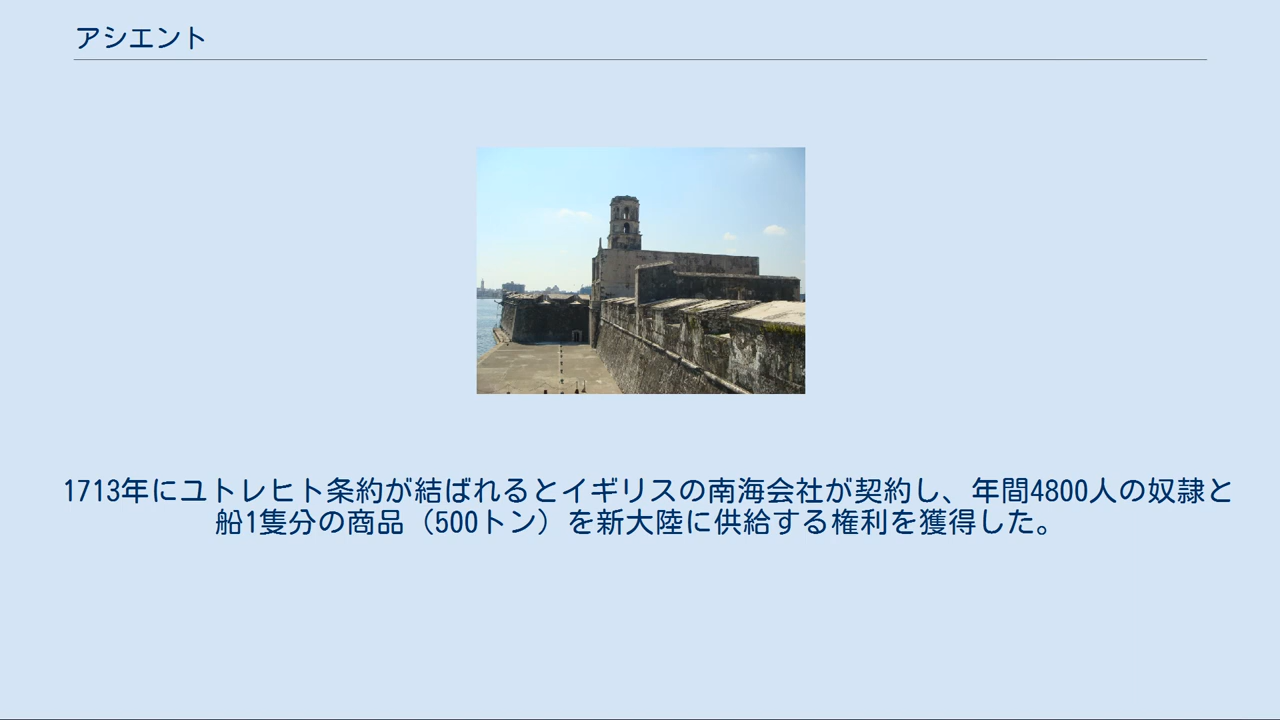 アシエント
1713年にユトレヒト条約が結ばれるとイギリスの南海会社が契約し、年間4800人の奴隷と
船1隻分の商品（500トン）を新大陸に供給する権利を獲得した。